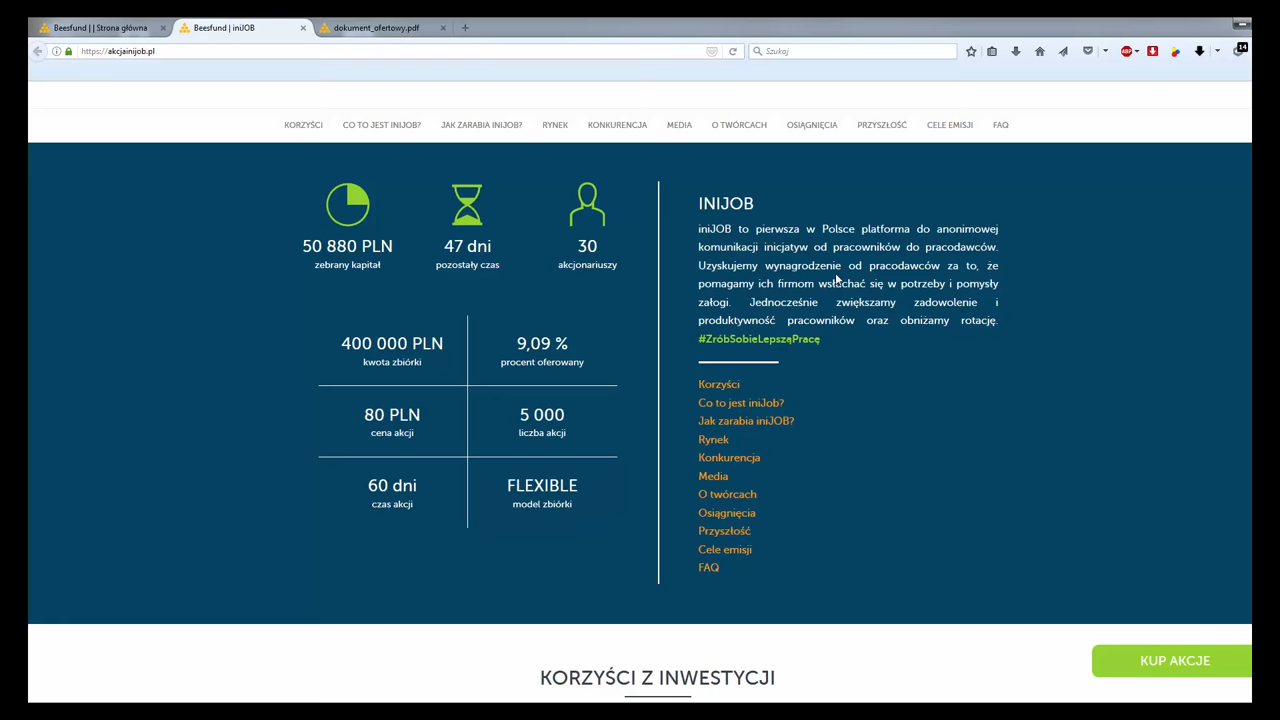 Beesfund | | Strona główna
Beesfund | iniJOB
dokument_ofertowy.pdf
https://akcjainijob.pl
Szukaj
ABP
14
KORZYŚCI
CO TO JEST INIJOB?
JAK ZARABIA INIJOB?
RYNEK
KONKURENCJA
MEDIA
O TWÓRCACH
OSIĄGNIĘCIA
PRZYSZŁOŚĆ
CELE EMISJI
FAQ
50 880 PLN
zebrany kapitał
47 dni
pozostały czas
30
akcjonariuszy
400 000 PLN
kwota zbiórki
9,09 %
procent oferowany
80 PLN
cena akcji
5 000
liczba akcji
60 dni
czas akcji
FLEXIBLE
model zbiórki
INIJOB
iniJOB to pierwsza w Polsce platforma do anonimowej
komunikacji inicjatyw od pracowników do pracodawców.
Uzyskujemy wynagrodzenie od pracodawców za to, że
pomagamy ich firmom wsłuchać się w potrzeby i pomysły
załogi. Jednocześnie zwiększamy zadowolenie i
produktywność pracowników oraz obniżamy rotację.
#ZróbSobieLepsząPracę
Korzyści
Co to jest iniJob?
Jak zarabia iniJOB?
Rynek
Konkurencja
Media
O twórcach
Osiągnięcia
Przyszłość
Cele emisji
FAQ
KUP AKCJE
KORZYŚCI Z INWESTYCJI